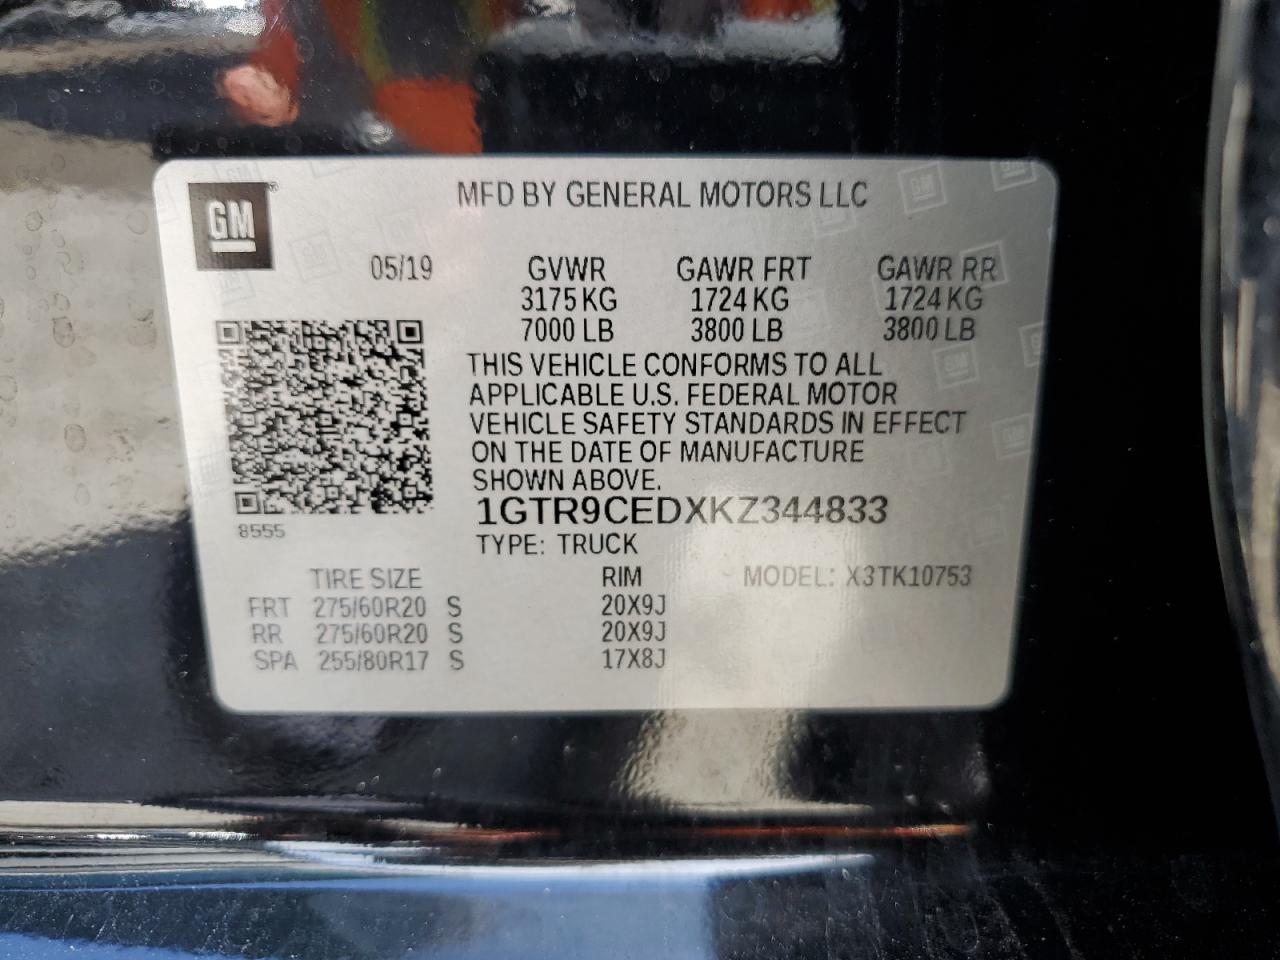 GM®
MFD BY GENERAL MOTORS LLC
05/19 GVWR GAWR FRT GAWR RR
3175 KG 1724 KG 1724 KG
7000 LB 3800 LB 3800 LB
THIS VEHICLE CONFORMS TO ALL
APPLICABLE U.S. FEDERAL MOTOR
VEHICLE SAFETY STANDARDS IN EFFECT
ON THE DATE OF MANUFACTURE
SHOWN ABOVE.
1GTR9CEDXKZ344833
8555
TYPE: TRUCK
TIRE SIZE RIM MODEL: X3TK10753
FRT 275/60R20 S 20X9J
RR 275/60R20 S 20X9J
SPA 255/80R17 S 17X8J